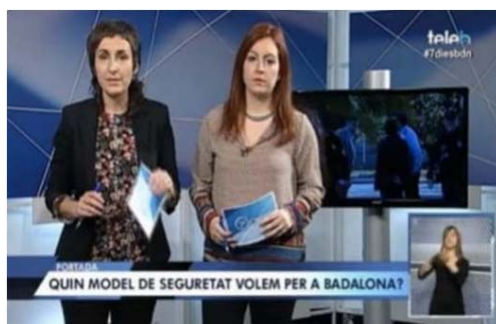 teleb
#7diesbdn
PORTADA
QUIN MODEL DE SEGURETAT VOLEM PER A BADALONA?